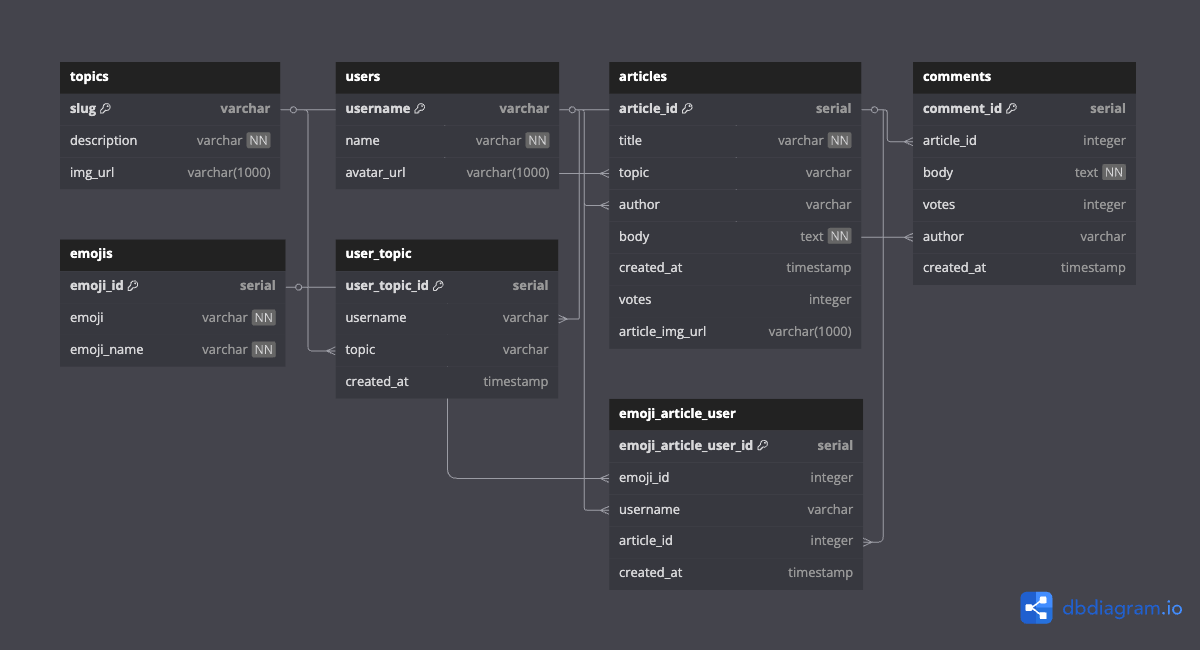 topics
slug varchar
description varchar NN
img_url varchar(1000)
users
username varchar
name varchar NN
avatar_url varchar(1000)
articles
article_id serial
title varchar NN
topic varchar
author varchar
body text NN
created_at timestamp
votes integer
article_img_url varchar(1000)
comments
comment_id serial
article_id integer
body text NN
votes integer
author varchar
created_at timestamp
emojis
emoji_id serial
emoji varchar NN
emoji_name varchar NN
user_topic
user_topic_id serial
username varchar
topic varchar
created_at timestamp
emoji_article_user
emoji_article_user_id serial
emoji_id integer
username varchar
article_id integer
created_at timestamp
dbdiagram.io